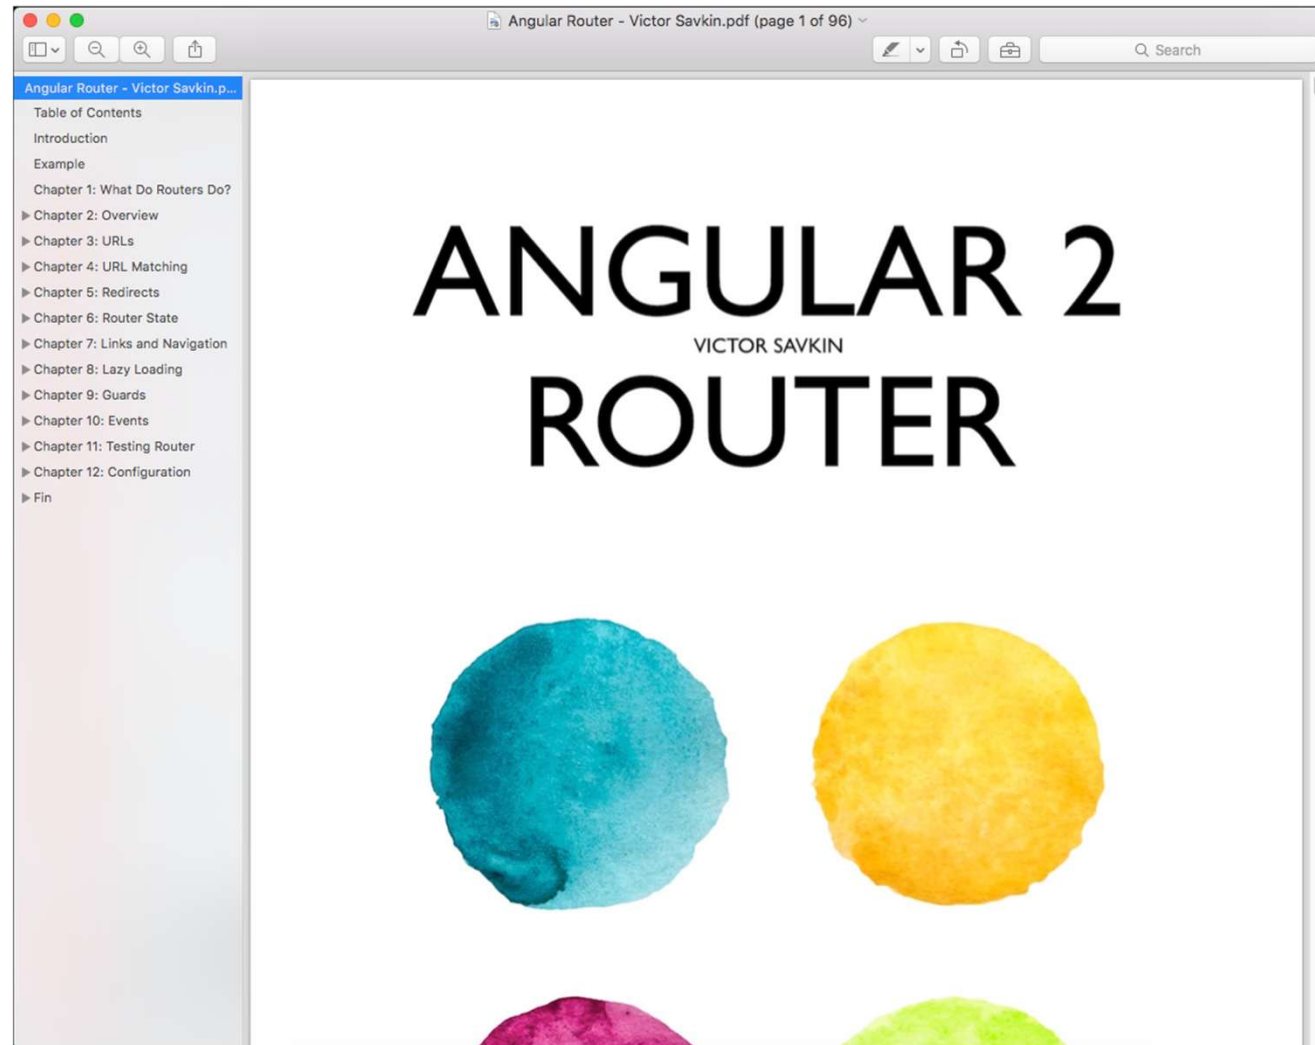 Angular Router - Victor Savkin.pdf (page 1 of 96)
Search
Angular Router - Victor Savkin.p...
Table of Contents
Introduction
Example
Chapter 1: What Do Routers Do?
Chapter 2: Overview
Chapter 3: URLs
Chapter 4: URL Matching
Chapter 5: Redirects
Chapter 6: Router State
Chapter 7: Links and Navigation
Chapter 8: Lazy Loading
Chapter 9: Guards
Chapter 10: Events
Chapter 11: Testing Router
Chapter 12: Configuration
Fin
ANGULAR 2
VICTOR SAVKIN
ROUTER